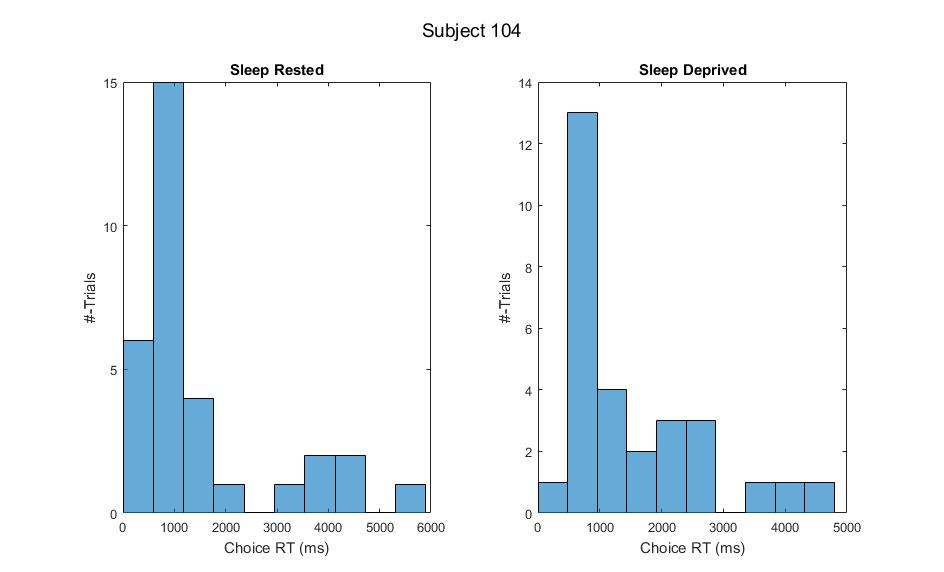 Subject 104
Sleep Rested
15
10
5
0
0 1000 2000 3000 4000 5000 6000
Choice RT (ms)
#-Trials
Sleep Deprived
14
12
10
8
6
4
2
0
0 1000 2000 3000 4000 5000
Choice RT (ms)
#-Trials